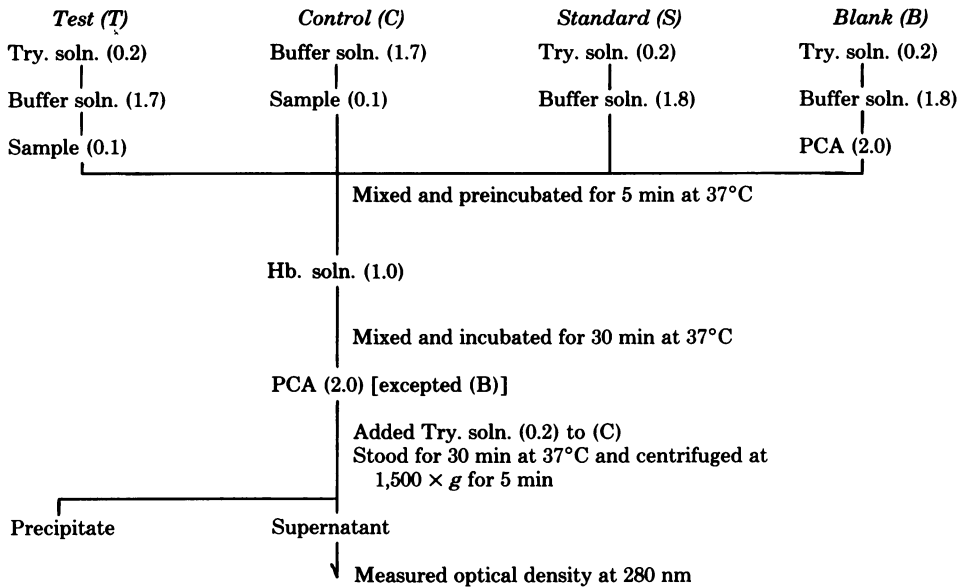 Test (T) Control (C) Standard (S) Blank (B)
Try. soln. (0.2) Buffer soln. (1.7) Try. soln. (0.2) Try. soln. (0.2)
Buffer soln. (1.7) Sample (0.1) Buffer soln. (1.8) Buffer soln. (1.8)
Sample (0.1) PCA (2.0)
Mixed and preincubated for 5 min at 37°C
Hb. soln. (1.0)
Mixed and incubated for 30 min at 37°C
PCA (2.0) [excepted (B)]
Added Try. soln. (0.2) to (C)
Stood for 30 min at 37°C and centrifuged at
1,500 × g for 5 min
Precipitate Supernatant
Measured optical density at 280 nm